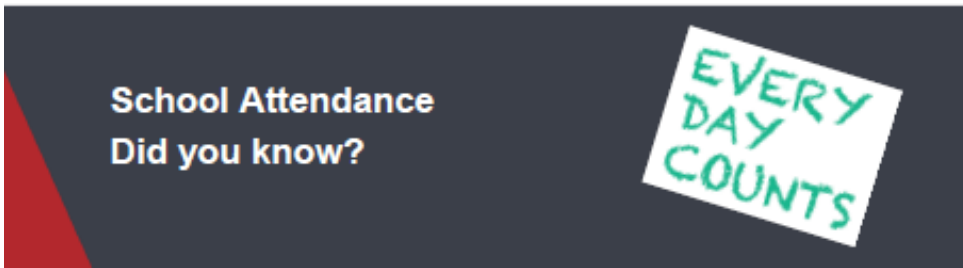 School Attendance
Did you know?
EVERY
DAY
COUNTS